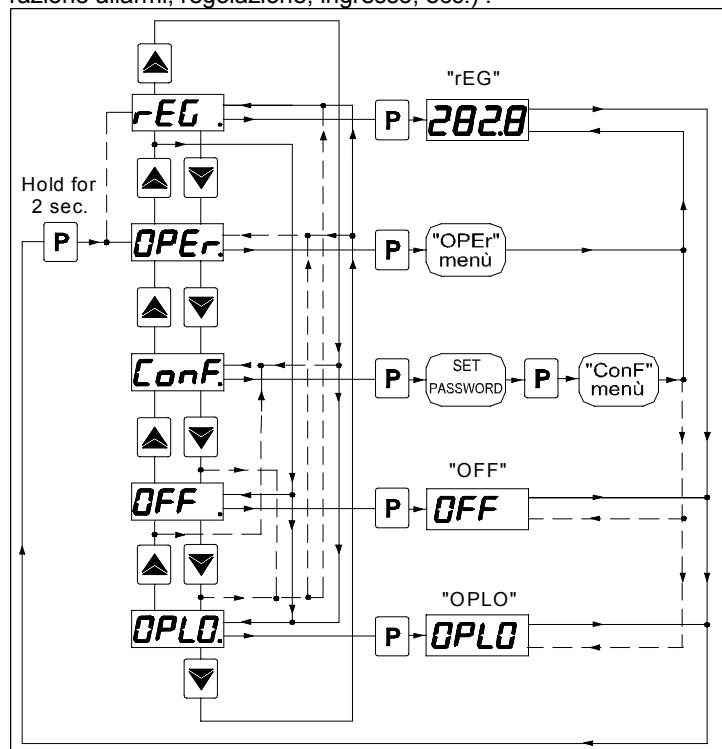 razione allarmi, regolazione, ingresso, ecc.) .
"rEG"
rEG .
P
282.8
Hold for
2 sec.
P
OPEr.
P
"OPEr"
menù
ConF.
P
SET
PASSWORD
P
"ConF"
menù
"OFF"
OFF .
P
OFF
"OPLO"
OPLO.
P
OPLO